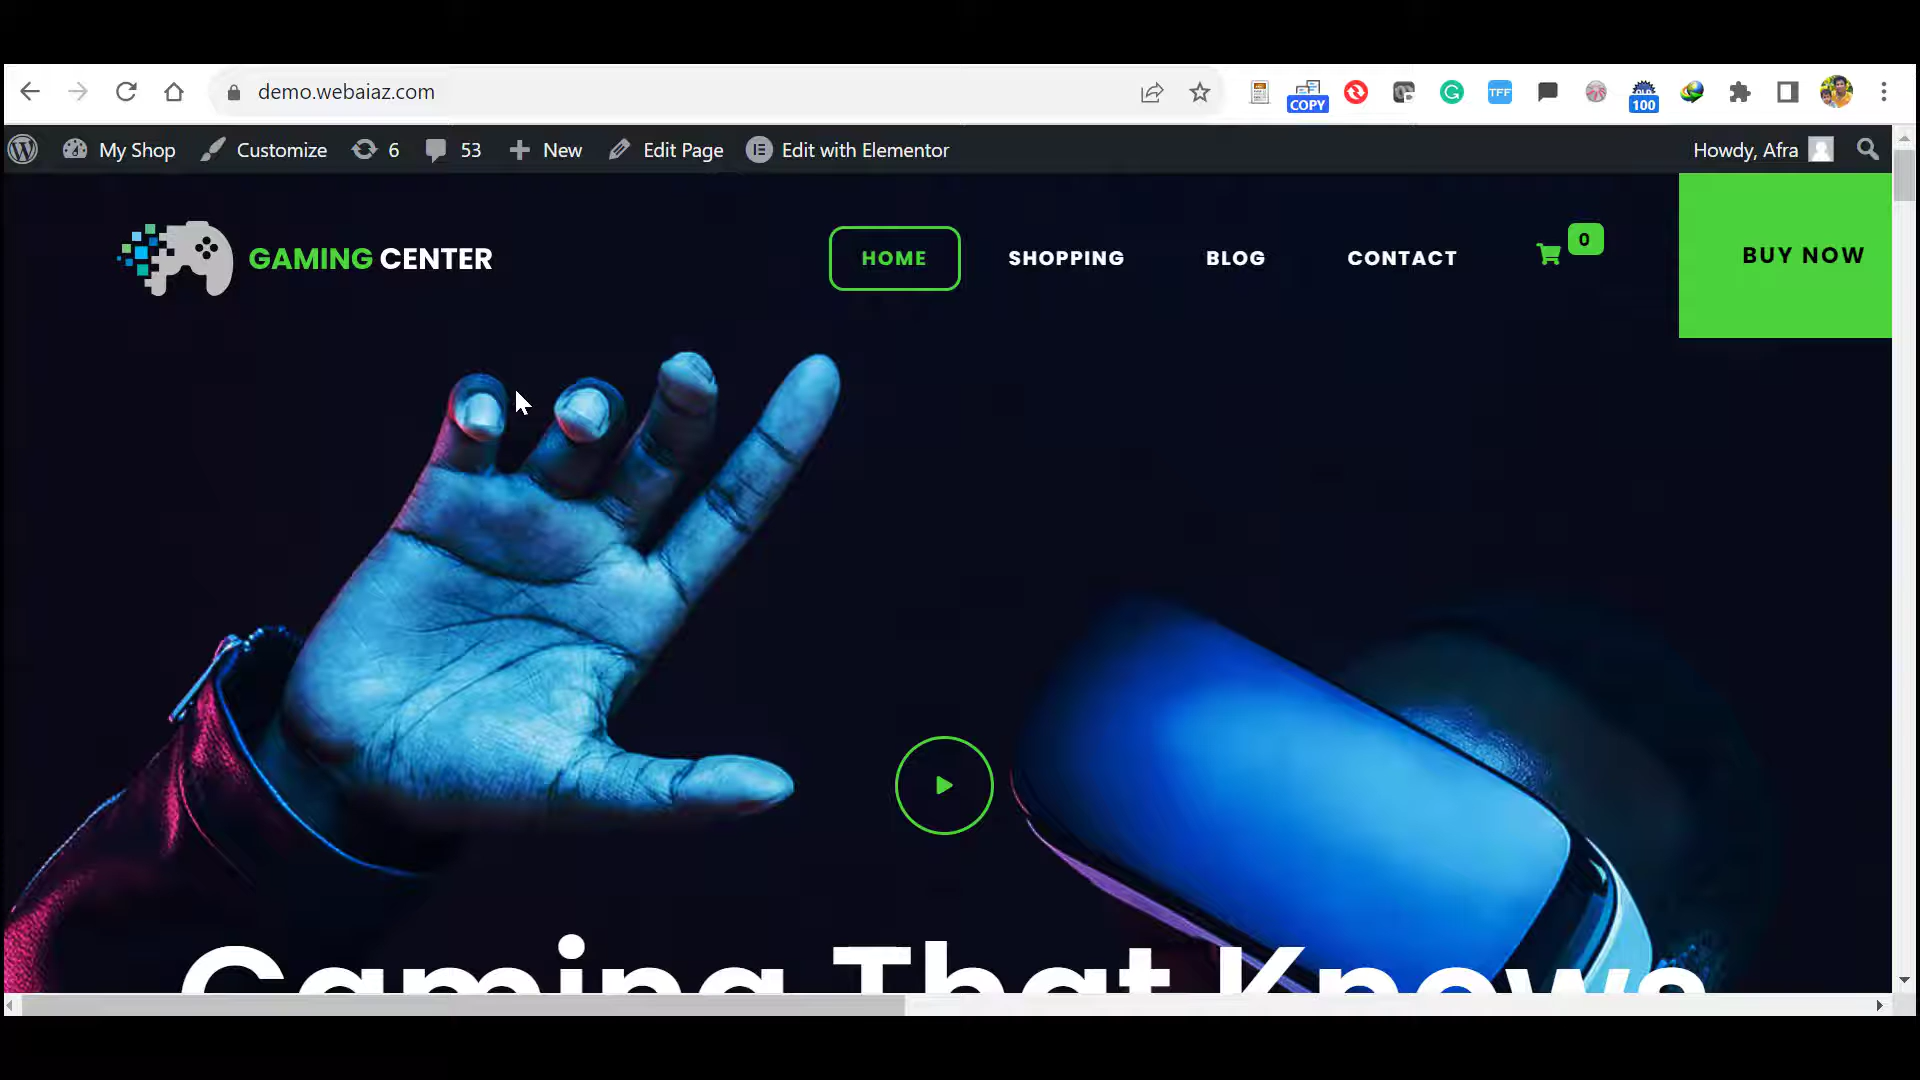 demo.webaiaz.com
COPY
TFF
100
My Shop Customize 6 53 New Edit Page Edit with Elementor
Howdy, Afra
GAMING CENTER
HOME SHOPPING BLOG CONTACT 0
BUY NOW
Gaming That Knows